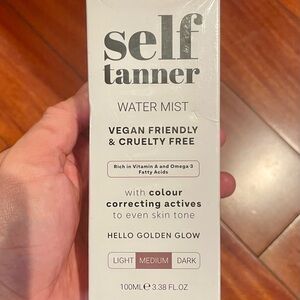 self
tanner
WATER MIST
VEGAN FRIENDLY
& CRUELTY FREE
Rich in Vitamin A and Omega-3
Fatty Acids
with colour
correcting actives
to even skin tone
HELLO GOLDEN GLOW
LIGHT MEDIUM DARK
100ML℮ 3.38 FL.OZ